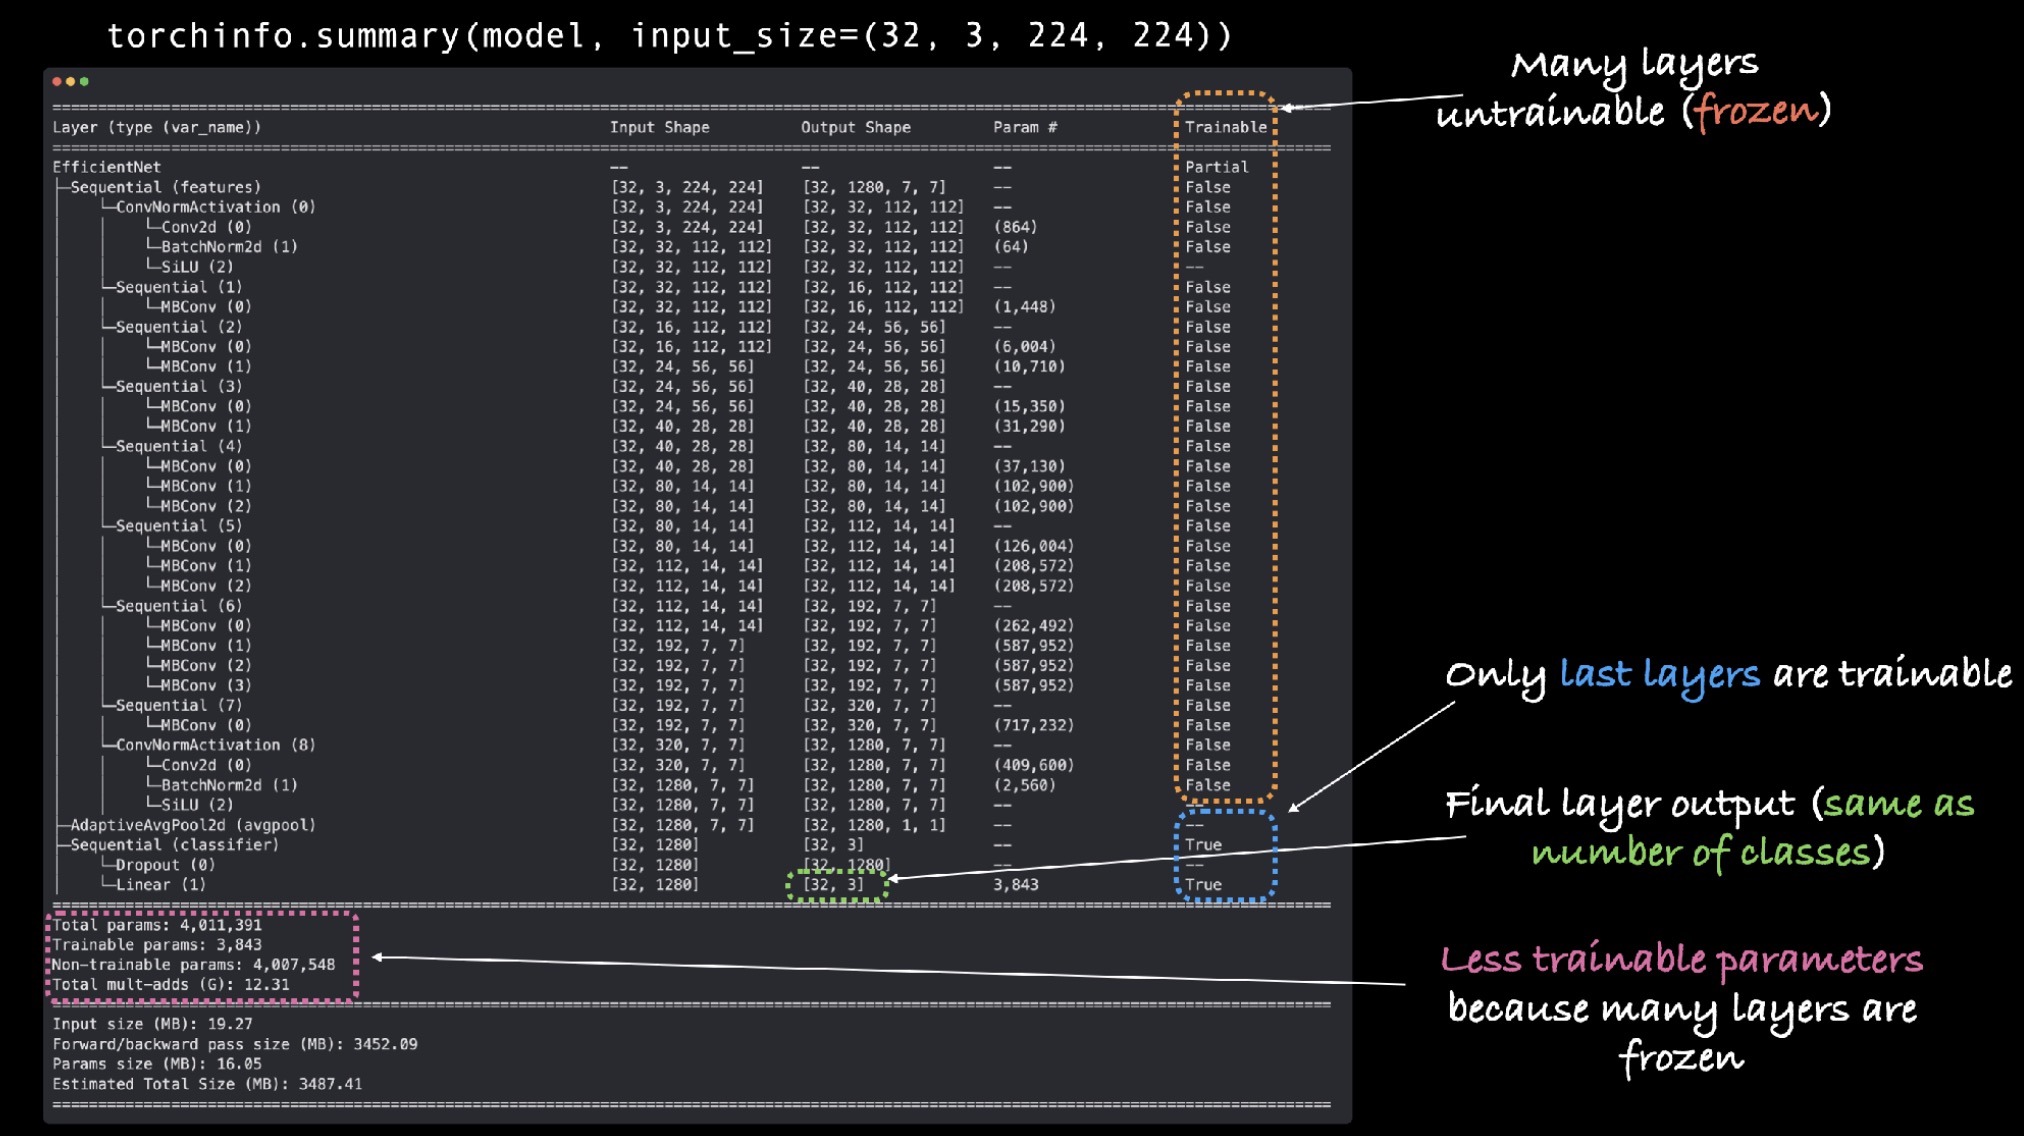 torchinfo.summary(model, input_size=(32, 3, 224, 224))
Many layers
untrainable (frozen)
Layer (type (var_name)) Input Shape Output Shape Param # Trainable
EfficientNet -- -- -- Partial
├─Sequential (features) [32, 3, 224, 224] [32, 1280, 7, 7] -- False
│ └─ConvNormActivation (0) [32, 3, 224, 224] [32, 32, 112, 112] -- False
│ │ └─Conv2d (0) [32, 3, 224, 224] [32, 32, 112, 112] (864) False
│ │ └─BatchNorm2d (1) [32, 32, 112, 112] [32, 32, 112, 112] (64) False
│ │ └─SiLU (2) [32, 32, 112, 112] [32, 32, 112, 112] -- --
│ └─Sequential (1) [32, 32, 112, 112] [32, 16, 112, 112] -- False
│ │ └─MBConv (0) [32, 32, 112, 112] [32, 16, 112, 112] (1,448) False
│ └─Sequential (2) [32, 16, 112, 112] [32, 24, 56, 56] -- False
│ │ └─MBConv (0) [32, 16, 112, 112] [32, 24, 56, 56] (6,004) False
│ │ └─MBConv (1) [32, 24, 56, 56] [32, 24, 56, 56] (10,710) False
│ └─Sequential (3) [32, 24, 56, 56] [32, 40, 28, 28] -- False
│ │ └─MBConv (0) [32, 24, 56, 56] [32, 40, 28, 28] (15,350) False
│ │ └─MBConv (1) [32, 40, 28, 28] [32, 40, 28, 28] (31,290) False
│ └─Sequential (4) [32, 40, 28, 28] [32, 80, 14, 14] -- False
│ │ └─MBConv (0) [32, 40, 28, 28] [32, 80, 14, 14] (37,130) False
│ │ └─MBConv (1) [32, 80, 14, 14] [32, 80, 14, 14] (102,900) False
│ │ └─MBConv (2) [32, 80, 14, 14] [32, 80, 14, 14] (102,900) False
│ └─Sequential (5) [32, 80, 14, 14] [32, 112, 14, 14] -- False
│ │ └─MBConv (0) [32, 80, 14, 14] [32, 112, 14, 14] (126,004) False
│ │ └─MBConv (1) [32, 112, 14, 14] [32, 112, 14, 14] (208,572) False
│ │ └─MBConv (2) [32, 112, 14, 14] [32, 112, 14, 14] (208,572) False
│ └─Sequential (6) [32, 112, 14, 14] [32, 192, 7, 7] -- False
│ │ └─MBConv (0) [32, 112, 14, 14] [32, 192, 7, 7] (262,492) False
│ │ └─MBConv (1) [32, 192, 7, 7] [32, 192, 7, 7] (587,952) False
│ │ └─MBConv (2) [32, 192, 7, 7] [32, 192, 7, 7] (587,952) False
│ │ └─MBConv (3) [32, 192, 7, 7] [32, 192, 7, 7] (587,952) False
│ └─Sequential (7) [32, 192, 7, 7] [32, 320, 7, 7] -- False
│ │ └─MBConv (0) [32, 192, 7, 7] [32, 320, 7, 7] (717,232) False
│ └─ConvNormActivation (8) [32, 320, 7, 7] [32, 1280, 7, 7] -- False
│ │ └─Conv2d (0) [32, 320, 7, 7] [32, 1280, 7, 7] (409,600) False
│ │ └─BatchNorm2d (1) [32, 1280, 7, 7] [32, 1280, 7, 7] (2,560) False
│ │ └─SiLU (2) [32, 1280, 7, 7] [32, 1280, 7, 7] -- --
├─AdaptiveAvgPool2d (avgpool) [32, 1280, 7, 7] [32, 1280, 1, 1] -- --
├─Sequential (classifier) [32, 1280] [32, 3] -- True
│ └─Dropout (0) [32, 1280] [32, 1280] -- --
│ └─Linear (1) [32, 1280] [32, 3] 3,843 True
Only last layers are trainable
Final layer output (same as
number of classes)
Total params: 4,011,391
Trainable params: 3,843
Non-trainable params: 4,007,548
Total mult-adds (G): 12.31
Less trainable parameters
because many layers are
frozen
Input size (MB): 19.27
Forward/backward pass size (MB): 3452.09
Params size (MB): 16.05
Estimated Total Size (MB): 3487.41